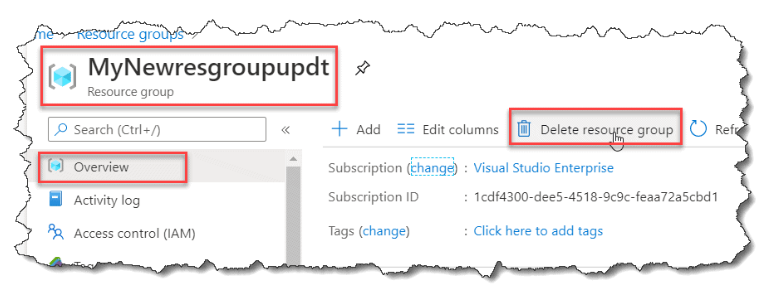 me > Resource groups >
MyNewresgroupupdt
Resource group
Search (Ctrl+/) «
Add Edit columns Delete resource group Refr
Overview
Subscription (change) : Visual Studio Enterprise
Activity log
Subscription ID : 1cdf4300-dee5-4518-9c9c-feaa72a5cbd1
Access control (IAM)
Tags (change) : Click here to add tags